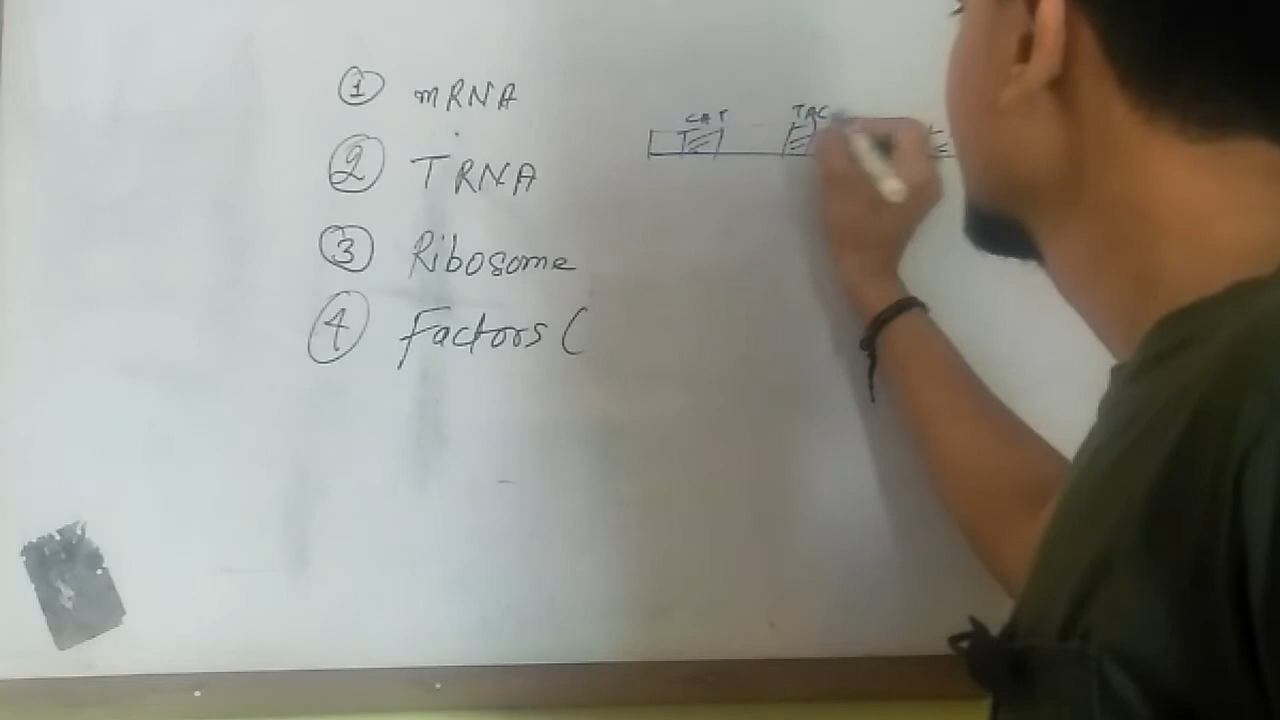 ① mRNA
② TRNA
③ Ribosome
④ Factors (
CAT TAC